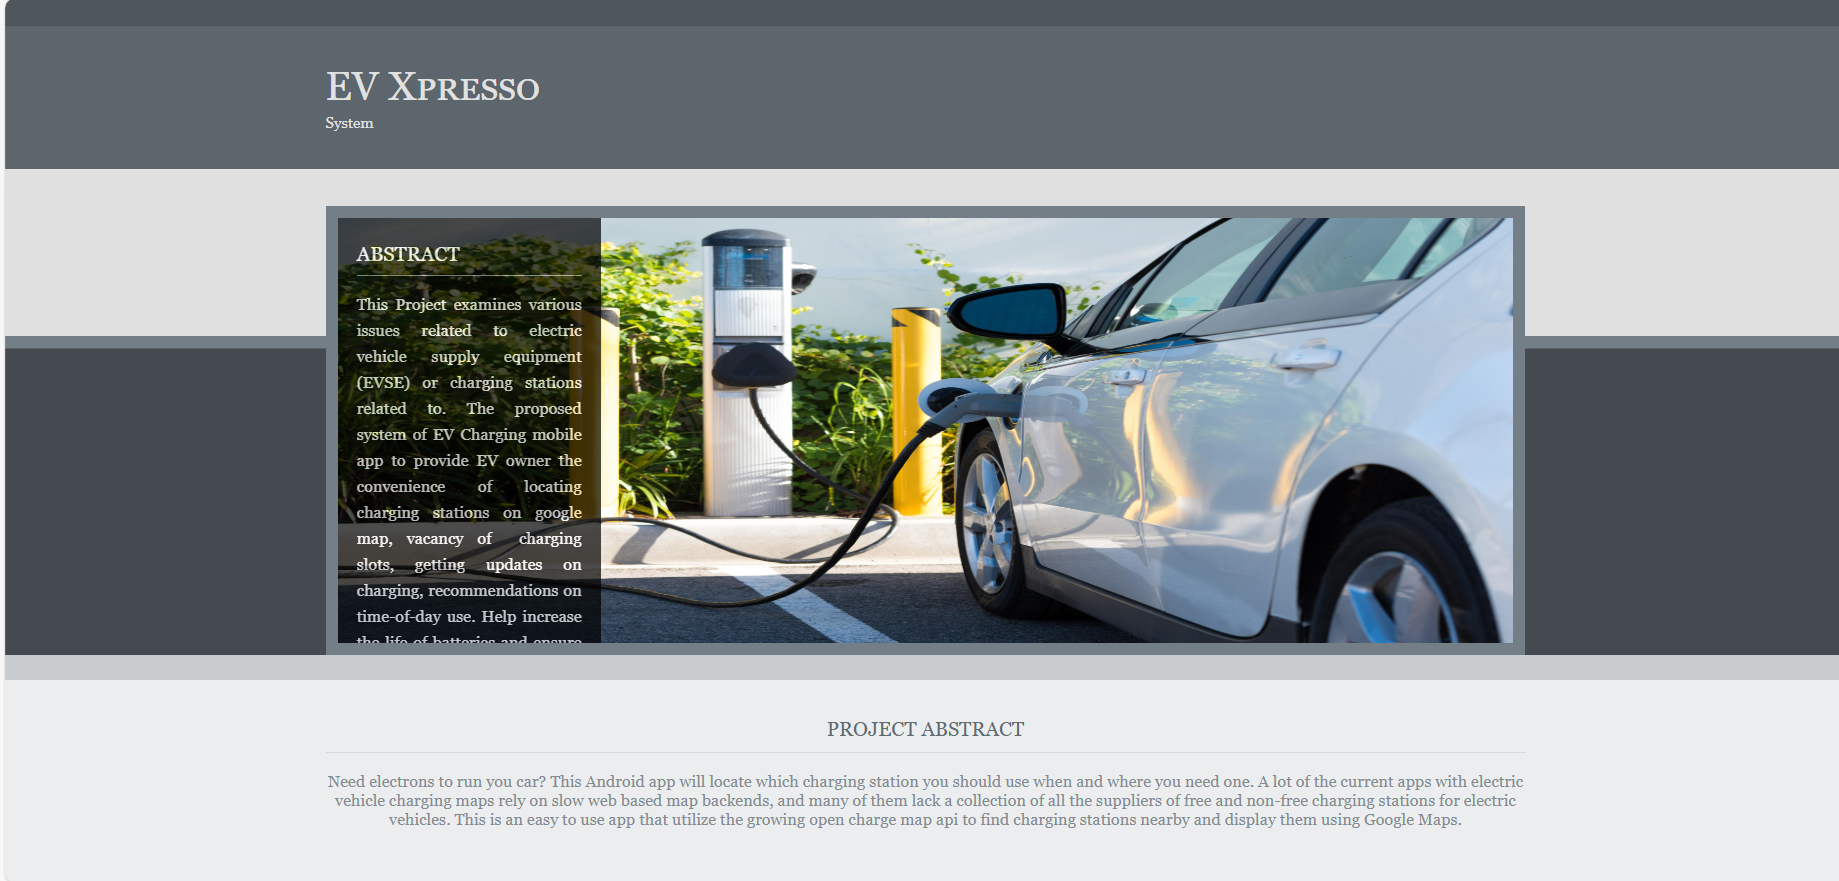 EV Xpresso
System
ABSTRACT
This Project examines various
issues related to electric
vehicle supply equipment
(EVSE) or charging stations
related to. The proposed
system of EV Charging mobile
app to provide EV owner the
convenience of locating
charging stations on google
map, vacancy of charging
slots, getting updates on
charging, recommendations on
time-of-day use. Help increase
the life of batteries and ensure
PROJECT ABSTRACT
Need electrons to run you car? This Android app will locate which charging station you should use when and where you need one. A lot of the current apps with electric
vehicle charging maps rely on slow web based map backends, and many of them lack a collection of all the suppliers of free and non-free charging stations for electric
vehicles. This is an easy to use app that utilize the growing open charge map api to find charging stations nearby and display them using Google Maps.